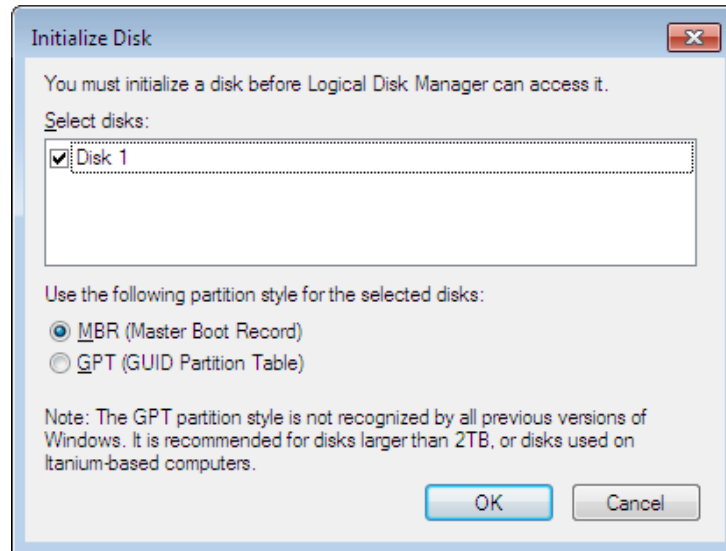 Initialize Disk
You must initialize a disk before Logical Disk Manager can access it.
Select disks:
Disk 1
Use the following partition style for the selected disks:
MBR (Master Boot Record)
GPT (GUID Partition Table)
Note: The GPT partition style is not recognized by all previous versions of
Windows. It is recommended for disks larger than 2TB, or disks used on
Itanium-based computers.
OK
Cancel